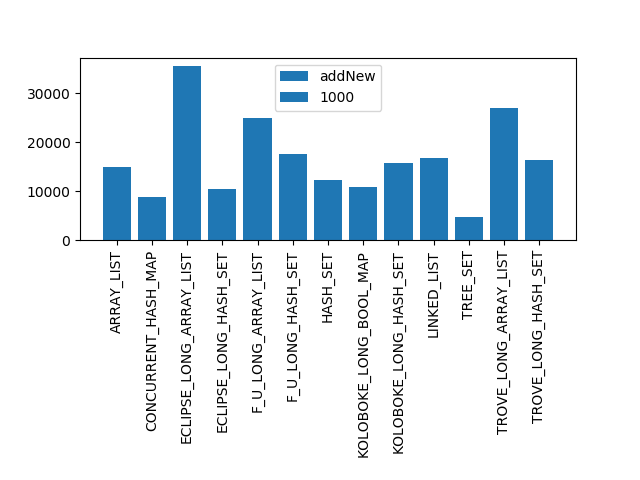 30000
20000
10000
0
addNew
1000
ARRAY_LIST
CONCURRENT_HASH_MAP
ECLIPSE_LONG_ARRAY_LIST
ECLIPSE_LONG_HASH_SET
F_U_LONG_ARRAY_LIST
F_U_LONG_HASH_SET
HASH_SET
KOLOBOKE_LONG_BOOL_MAP
KOLOBOKE_LONG_HASH_SET
LINKED_LIST
TREE_SET
TROVE_LONG_ARRAY_LIST
TROVE_LONG_HASH_SET